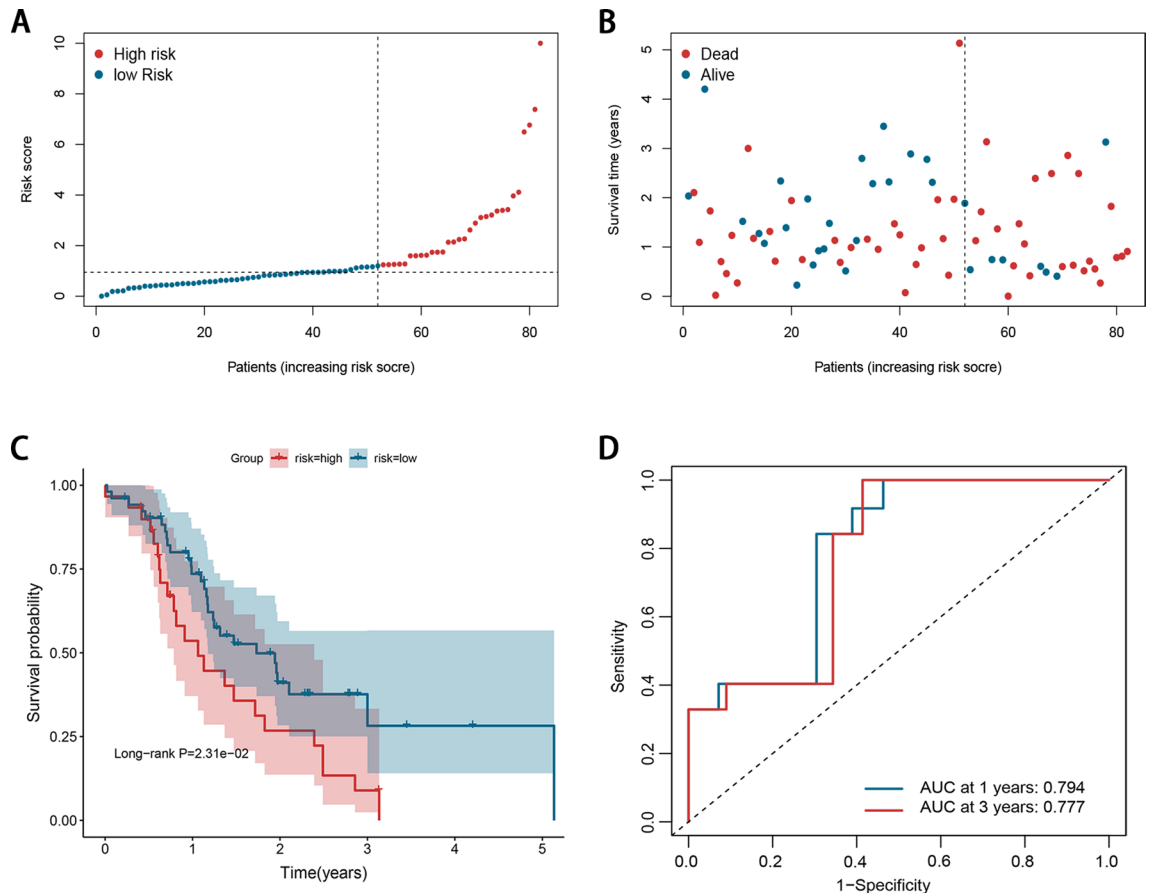 A
High risk
low Risk
10
8
6
4
2
0
Risk score
0 20 40 60 80
Patients (increasing risk socre)
B
Dead
Alive
5
4
3
2
1
0
Survival time (years)
0 20 40 60 80
Patients (increasing risk socre)
C
Group risk=high risk=low
1.00
0.75
0.50
0.25
0.00
Survival probability
Long-rank P=2.31e-02
0 1 2 3 4 5
Time(years)
D
1.0
0.8
0.6
0.4
0.2
0.0
Sensitivity
AUC at 1 years: 0.794
AUC at 3 years: 0.777
0.0 0.2 0.4 0.6 0.8 1.0
1-Specificity